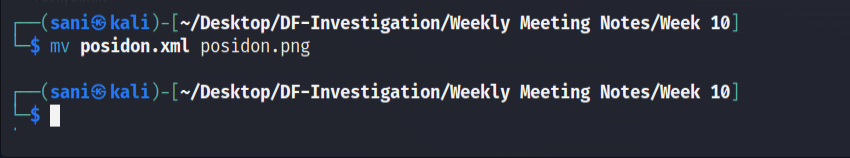 ┌──(sani㉿kali)-[~/Desktop/DF-Investigation/Weekly Meeting Notes/Week 10]
└─$ mv posidon.xml posidon.png
┌──(sani㉿kali)-[~/Desktop/DF-Investigation/Weekly Meeting Notes/Week 10]
└─$